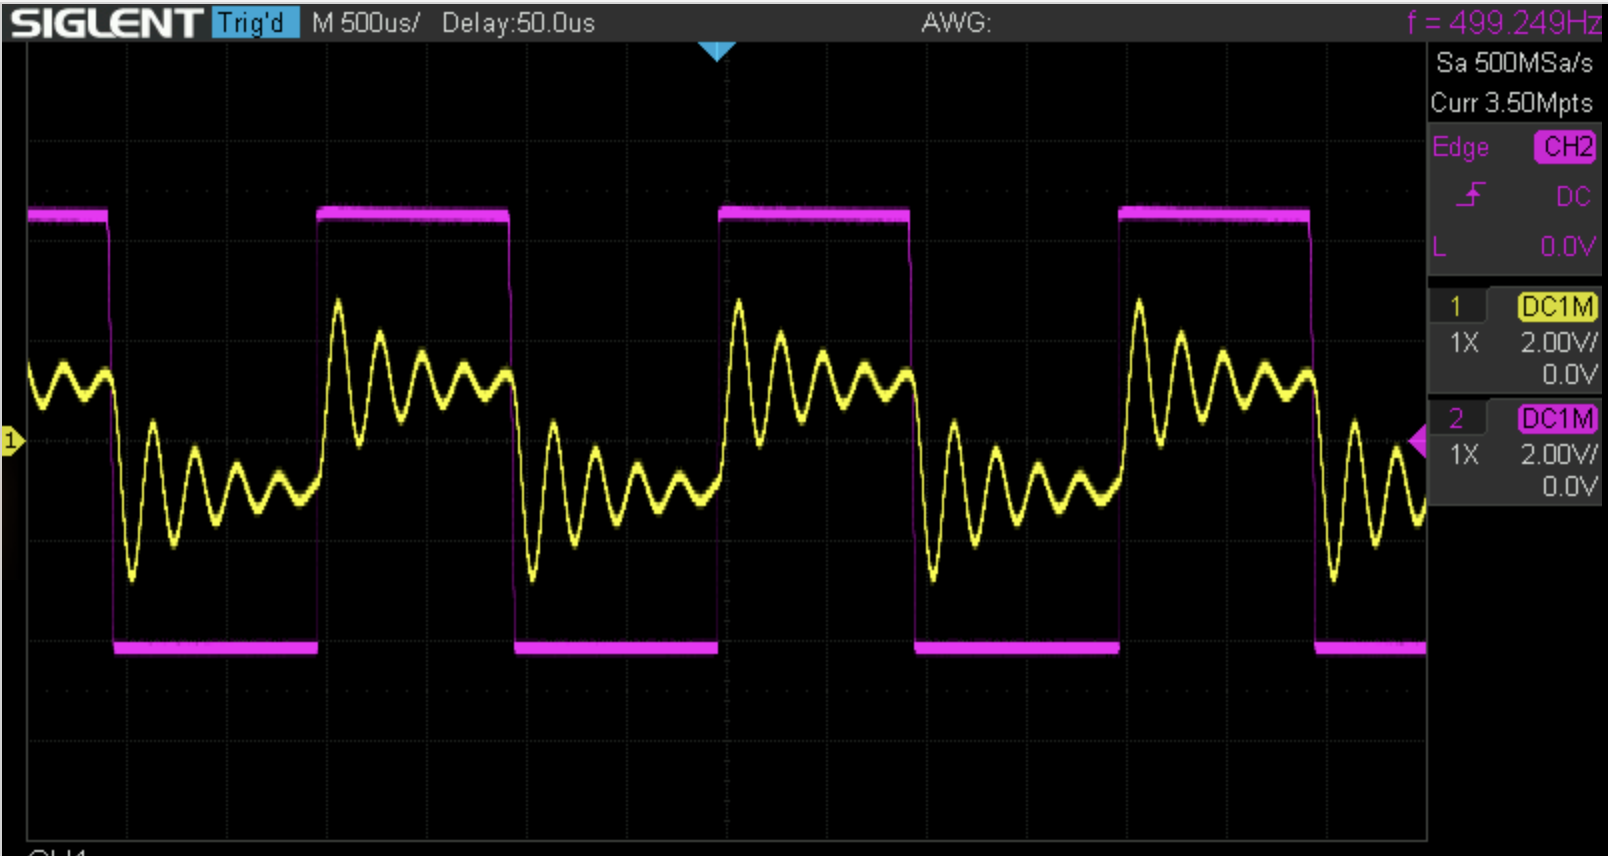 SIGLENT Trig'd M 500us/ Delay:50.0us AWG: f = 499.249Hz
Sa 500MSa/s
Curr 3.50Mpts
Edge CH2
DC
L 0.0V
1 DC1M
1X 2.00V/
0.0V
2 DC1M
1X 2.00V/
0.0V
1